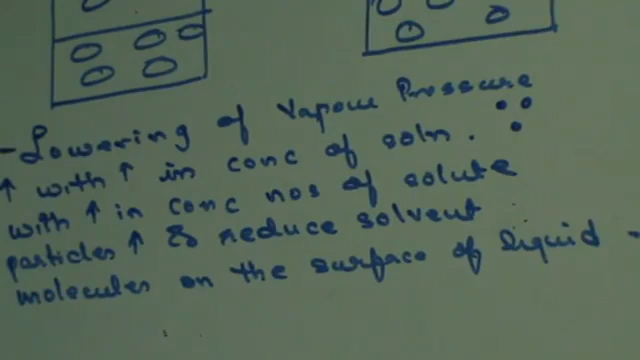 - Lowering of Vapour Pressure
↑ with ↑ in conc of soln. ∵
with ↑ in conc nos of solute
particles ↑ & reduce solvent
molecules on the surface of liquid -